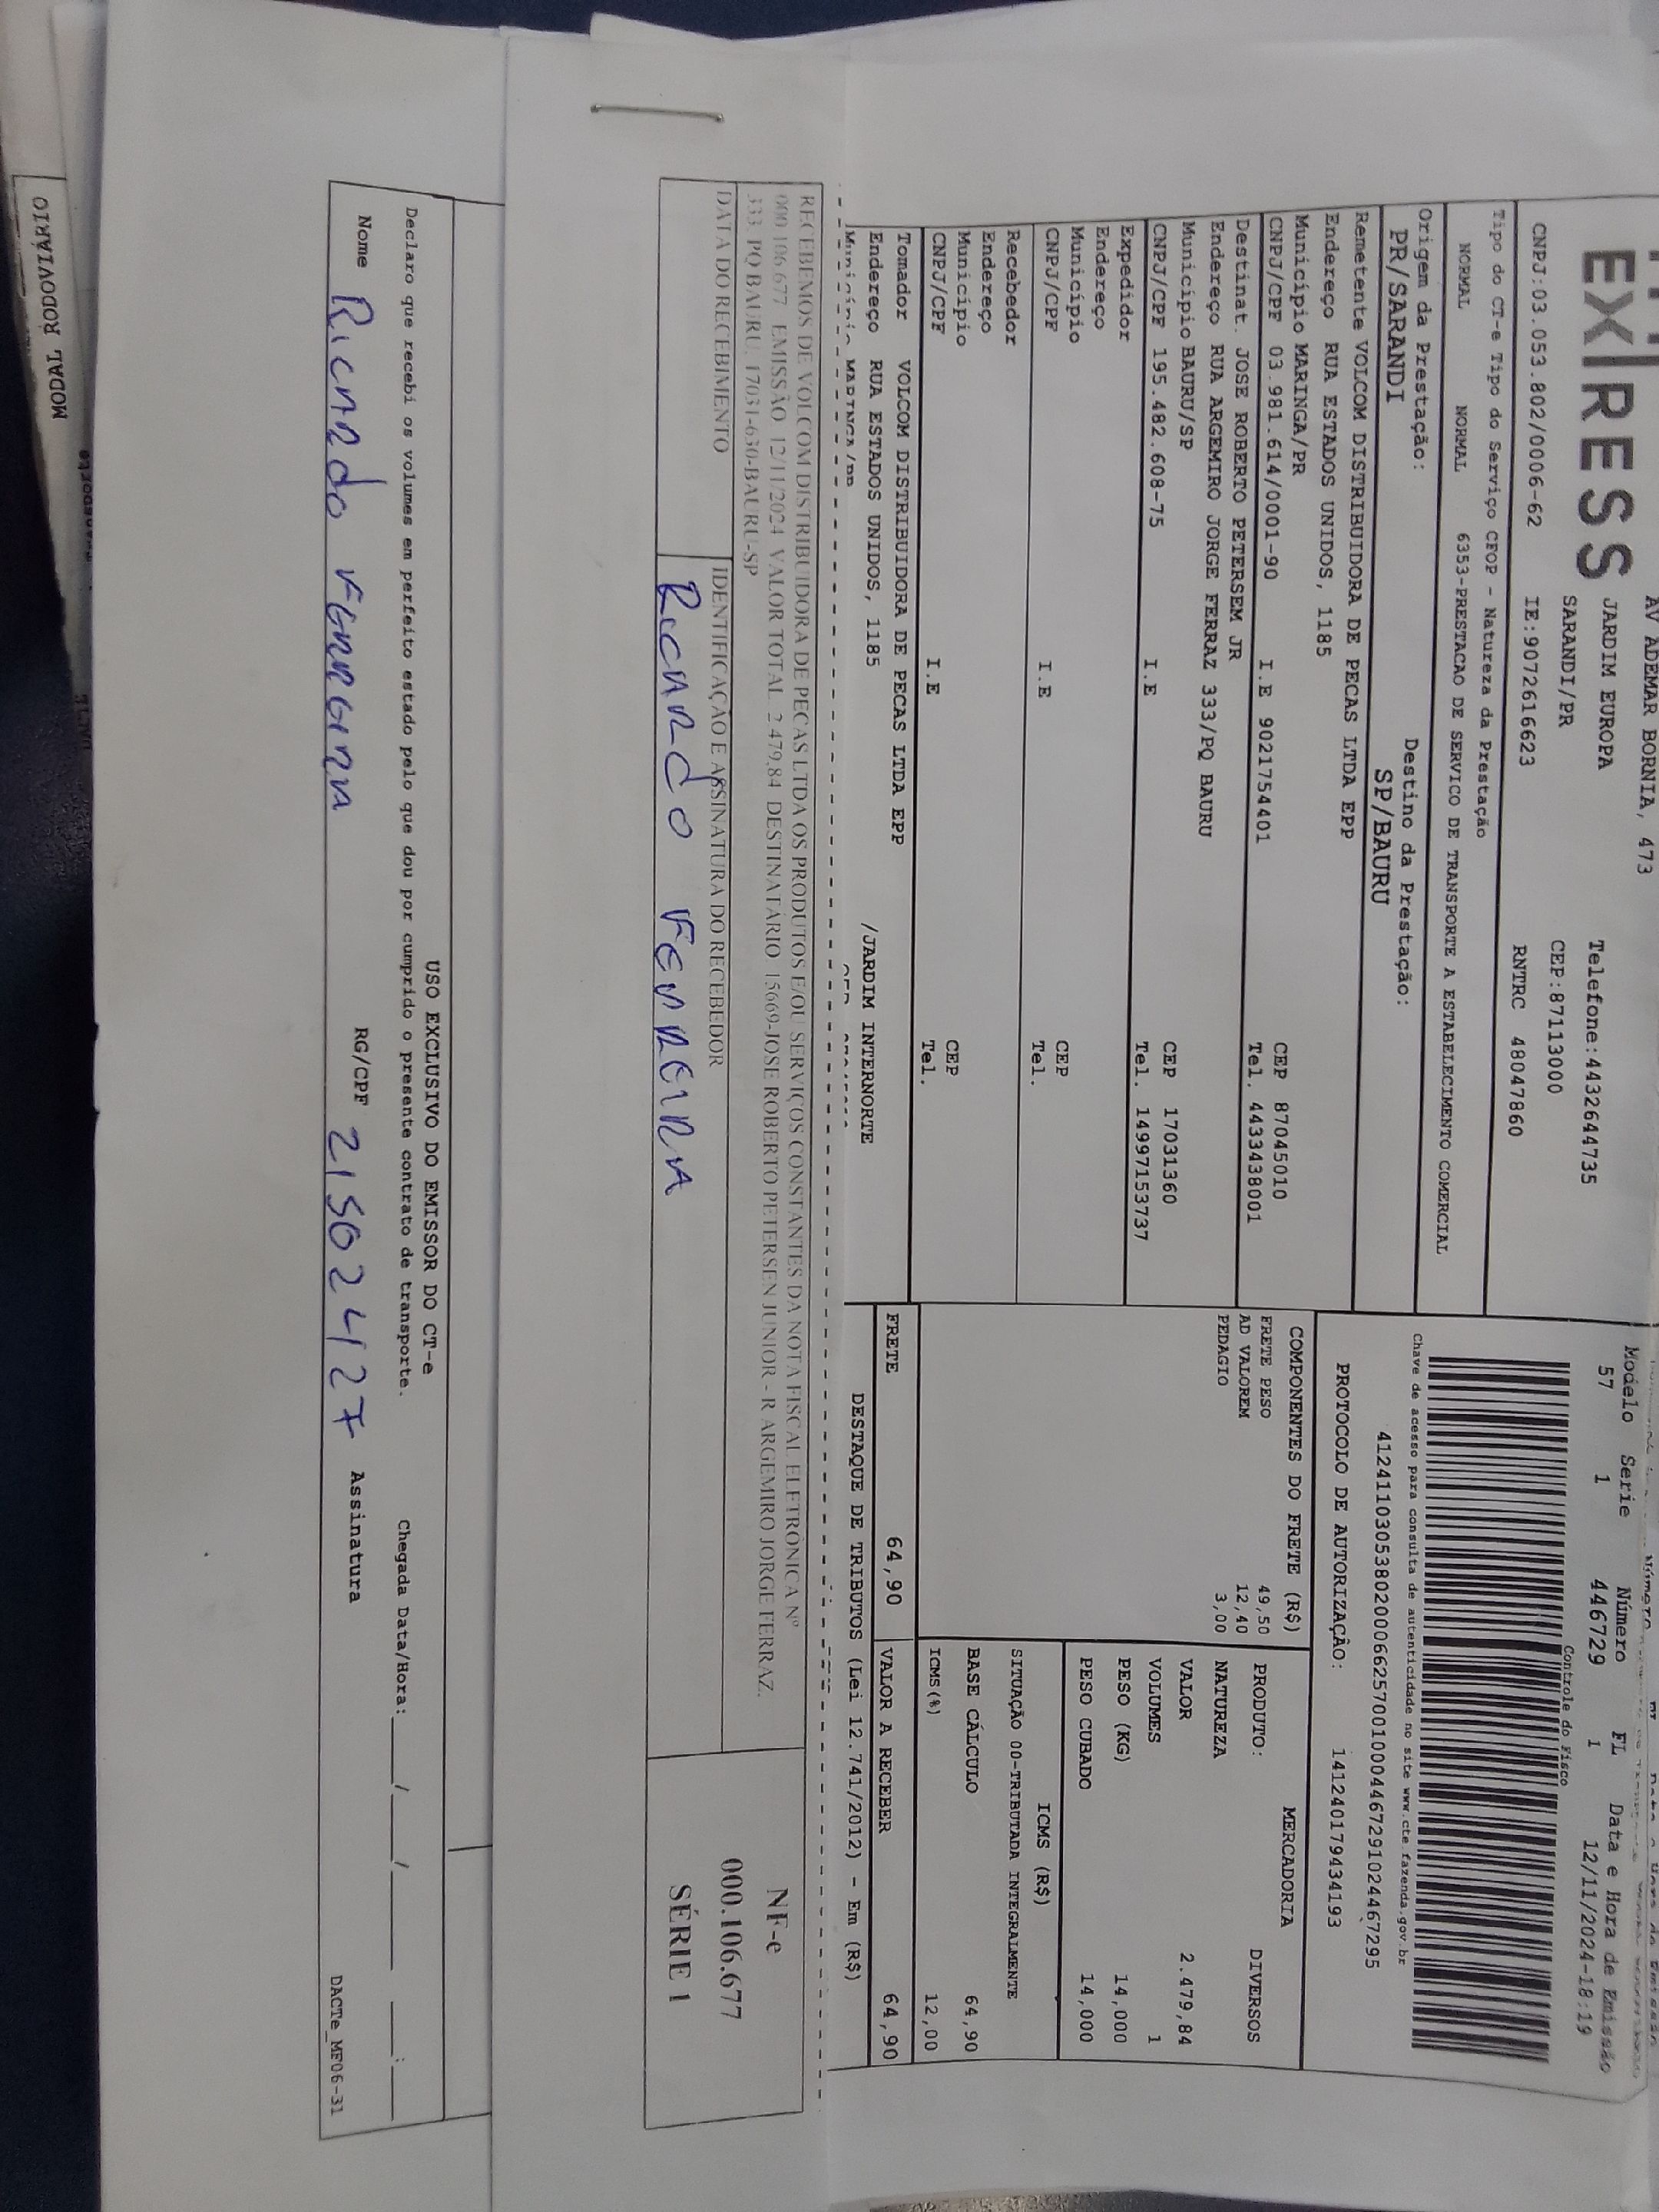 EXPRESS
AV ADEMAR BORNIA, 473
JARDIM EUROPA
Telefone:4432644735
SARANDI/PR
CEP:87113000
CNPJ:03.053.802/0006-62 IE:9072616623 RNTRC 48047860
Modelo Serie Número FL Data e Hora de Emissão
57 1 446729 1 12/11/2024-18:19
Controle do Fisco
Chave de acesso para consulta de autenticidade no site www.cte.fazenda.gov.br
41241103053802000662570010004467291024467295
PROTOCOLO DE AUTORIZAÇÃO: 141240179434193
Tipo do CT-e Tipo do Serviço CFOP - Natureza da Prestação
NORMAL NORMAL 6353-PRESTACAO DE SERVICO DE TRANSPORTE A ESTABELECIMENTO COMERCIAL
Origem da Prestação: Destino da Prestação:
PR/SARANDI SP/BAURU
Remetente VOLCOM DISTRIBUIDORA DE PECAS LTDA EPP
Endereço RUA ESTADOS UNIDOS, 1185
Município MARINGA/PR CEP 87045010
CNPJ/CPF 03.981.614/0001-90 I.E 9021754401 Tel. 4433438001
Destinat. JOSE ROBERTO PETERSEM JR
Endereço RUA ARGEMIRO JORGE FERRAZ 333/PQ BAURU
Município BAURU/SP CEP 17031360
CNPJ/CPF 195.482.608-75 I.E Tel. 14997153737
Expedidor
Endereço
Município CEP
CNPJ/CPF I.E Tel.
Recebedor
Endereço
Município CEP
CNPJ/CPF I.E Tel.
Tomador VOLCOM DISTRIBUIDORA DE PECAS LTDA EPP
Endereço RUA ESTADOS UNIDOS, 1185 /JARDIM INTERNORTE
Município MARINGA/PR
COMPONENTES DO FRETE (R$)
FRETE PESO 49,50
AD VALOREM 12,40
PEDAGIO 3,00
MERCADORIA
PRODUTO: DIVERSOS
NATUREZA
VALOR 2.479,84
VOLUMES 1
PESO (KG) 14,000
PESO CUBADO 14,000
ICMS (R$)
SITUAÇÃO 00-TRIBUTADA INTEGRALMENTE
BASE CÁLCULO 64,90
ICMS(%) 12,00
FRETE 64,90 VALOR A RECEBER 64,90
DESTAQUE DE TRIBUTOS (Lei 12.741/2012) - Em (R$)
RECEBEMOS DE VOLCOM DISTRIBUIDORA DE PECAS LTDA OS PRODUTOS E/OU SERVIÇOS CONSTANTES DA NOTA FISCAL ELETRÔNICA Nº
000.106.677 EMISSÃO 12/11/2024 VALOR TOTAL 2.479,84 DESTINATÁRIO 15669-JOSE ROBERTO PETERSEN JUNIOR - R ARGEMIRO JORGE FERRAZ.
333. PQ BAURU. 17031-630-BAURU-SP
DATA DO RECEBIMENTO
IDENTIFICAÇÃO E ASSINATURA DO RECEBEDOR
Ricardo Ferreira
NF-e
000.106.677
SÉRIE 1
USO EXCLUSIVO DO EMISSOR DO CT-e
Declaro que recebi os volumes em perfeito estado pelo que dou por cumprido o presente contrato de transporte. Chegada Data/Hora:___/___/_____ __:__
Nome Ricardo Ferreira RG/CPF 21502427 Assinatura
DACTe_MF06-31
MODAL RODOVIÁRIO